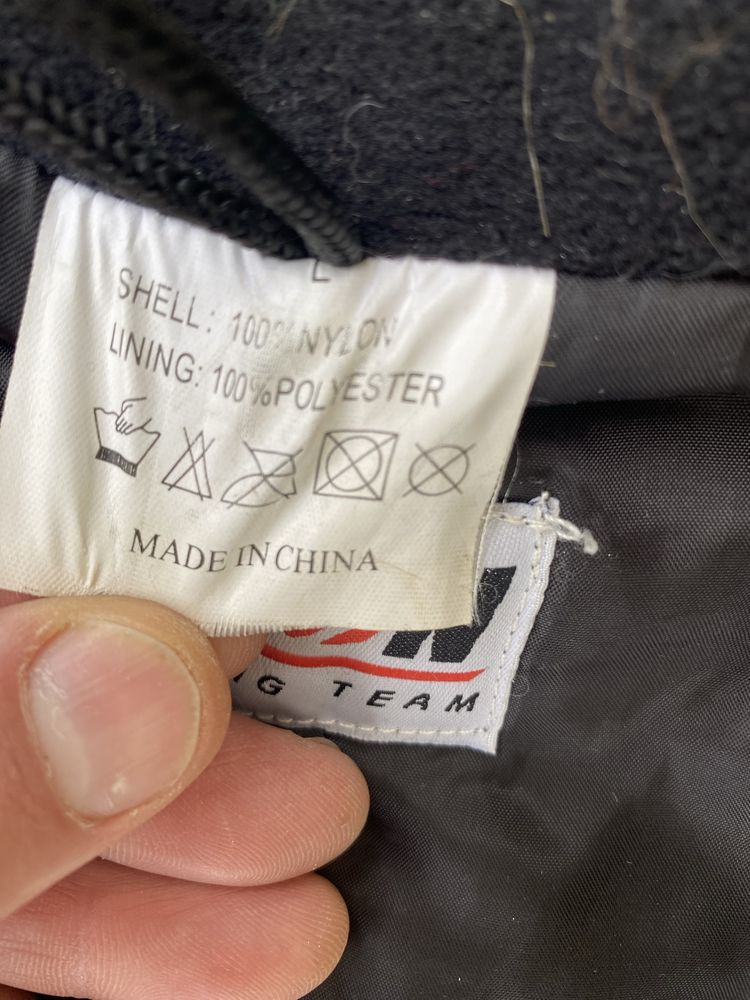 L
SHELL: 100%NYLON
LINING: 100%POLYESTER
MADE IN CHINA
TEAM